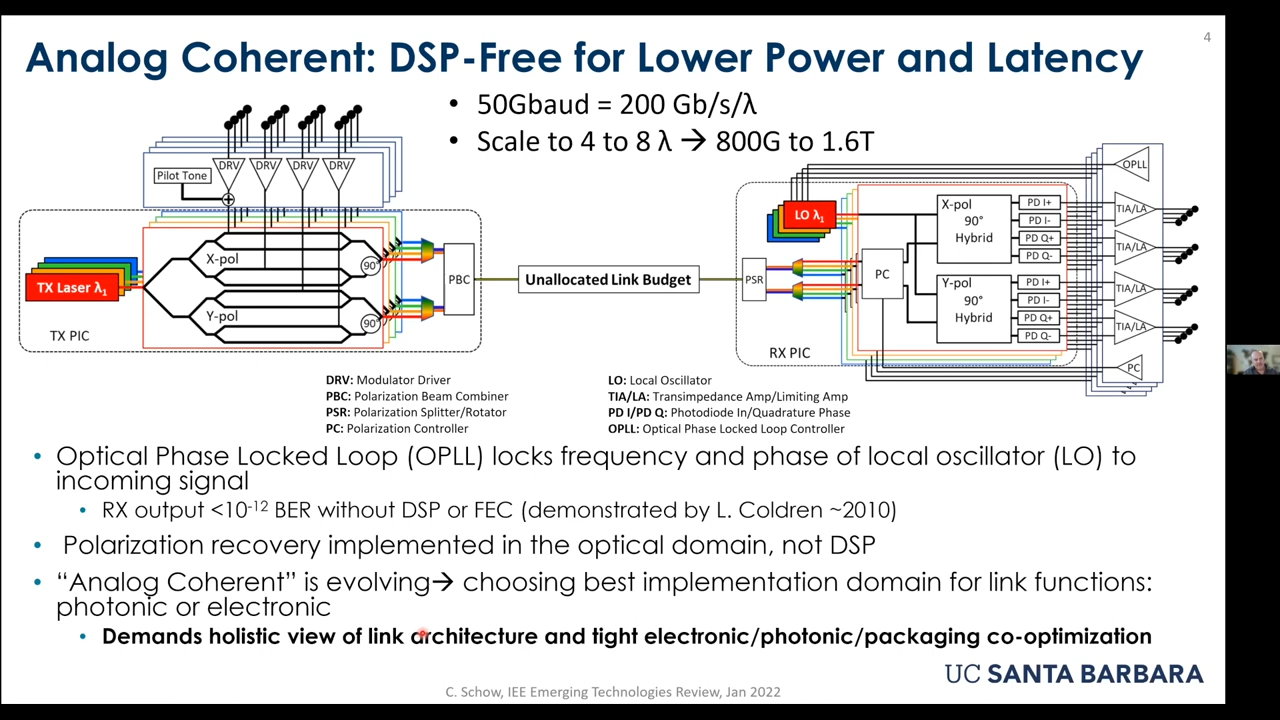 4
Analog Coherent: DSP-Free for Lower Power and Latency
• 50Gbaud = 200 Gb/s/λ
• Scale to 4 to 8 λ → 800G to 1.6T
DRV DRV DRV DRV
Pilot Tone
X-pol
90°
TX Laser λ1
Y-pol
90°
TX PIC
PBC
Unallocated Link Budget
PSR
LO λ1
PC
X-pol
90°
Hybrid
PD I+
PD I-
PD Q+
PD Q-
Y-pol
90°
Hybrid
PD I+
PD I-
PD Q+
PD Q-
RX PIC
OPLL
TIA/LA
TIA/LA
TIA/LA
TIA/LA
PC
DRV: Modulator Driver
PBC: Polarization Beam Combiner
PSR: Polarization Splitter/Rotator
PC: Polarization Controller
LO: Local Oscillator
TIA/LA: Transimpedance Amp/Limiting Amp
PD I/PD Q: Photodiode In/Quadrature Phase
OPLL: Optical Phase Locked Loop Controller
• Optical Phase Locked Loop (OPLL) locks frequency and phase of local oscillator (LO) to
incoming signal
• RX output <10-12 BER without DSP or FEC (demonstrated by L. Coldren ~2010)
• Polarization recovery implemented in the optical domain, not DSP
• “Analog Coherent” is evolving→ choosing best implementation domain for link functions:
photonic or electronic
• Demands holistic view of link architecture and tight electronic/photonic/packaging co-optimization
UC SANTA BARBARA
C. Schow, IEE Emerging Technologies Review, Jan 2022